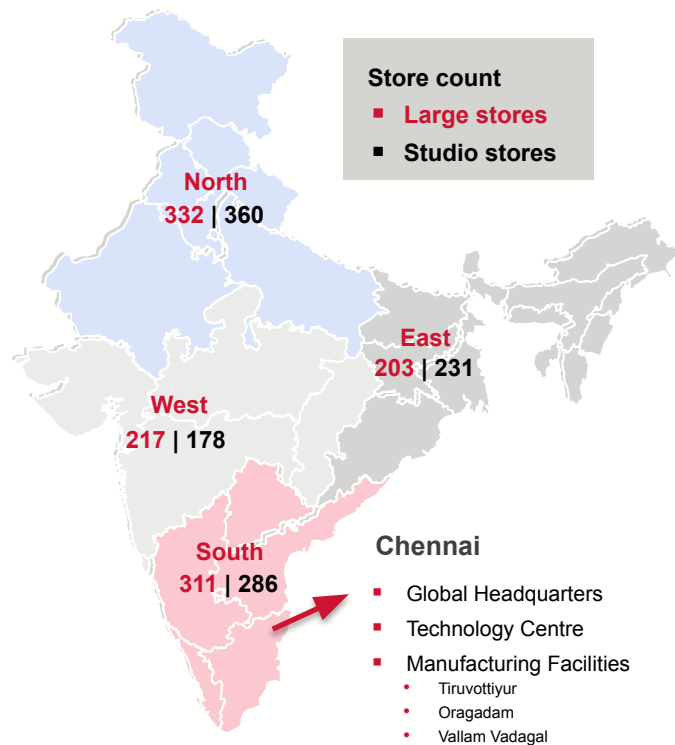 Store count
Large stores
Studio stores
North
332 | 360
East
203 | 231
West
217 | 178
South
311 | 286
Chennai
Global Headquarters
Technology Centre
Manufacturing Facilities
Tiruvottiyur
Oragadam
Vallam Vadagal